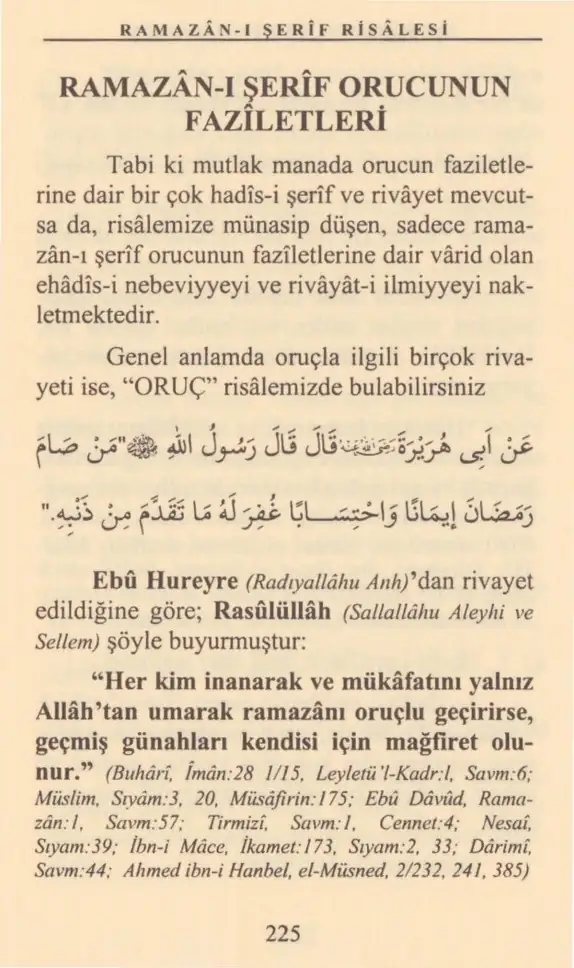 RAMAZÂN-I ŞERÎF RİSÂLESİ
RAMAZÂN-I ŞERÎF ORUCUNUN
FAZÎLETLERİ
Tabi ki mutlak manada orucun faziletle-
rine dair bir çok hadîs-i şerîf ve rivâyet mevcut-
sa da, risâlemize münasip düşen, sadece rama-
zân-ı şerîf orucunun fazîletlerine dair vârid olan
ehâdîs-i nebeviyyeyi ve rivâyât-i ilmiyyeyi nak-
letmektedir.
Genel anlamda oruçla ilgili birçok riva-
yeti ise, “ORUÇ” risâlemizde bulabilirsiniz
عَنْ اَبِى هُرَيْرَةَ رَضِيَ اللهُ عَنْهُ قَالَ قَالَ رَسُولُ اللهِ ﷺ "مَنْ صَامَ
رَمَضَانَ إِيمَانًا وَاحْتِسَـــابًا غُفِرَ لَهُ مَا تَقَدَّمَ مِنْ ذَنْبِهِ."
Ebû Hureyre (Radıyallâhu Anh)’dan rivayet
edildiğine göre; Rasûlüllâh (Sallallâhu Aleyhi ve
Sellem) şöyle buyurmuştur:
“Her kim inanarak ve mükâfatını yalnız
Allâh’tan umarak ramazânı oruçlu geçirirse,
geçmiş günahları kendisi için mağfiret olu-
nur.” (Buhârî, Îmân:28 1/15, Leyletü'l-Kadr:l, Savm:6;
Müslim, Sıyâm:3, 20, Müsâfirin:175; Ebû Dâvûd, Rama-
zân:1, Savm:57; Tirmizî, Savm:1, Cennet:4; Nesaî,
Sıyam:39; İbn-i Mâce, İkamet:173, Sıyam:2, 33; Dârimî,
Savm:44; Ahmed ibn-i Hanbel, el-Müsned, 2/232, 241, 385)
225